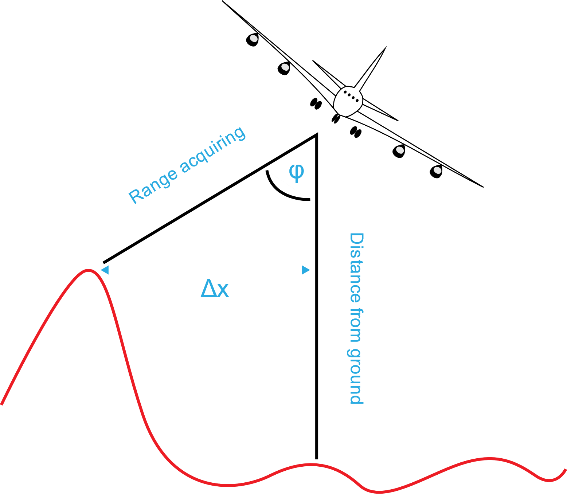 Range acquiring
φ
Δx
Distance from ground